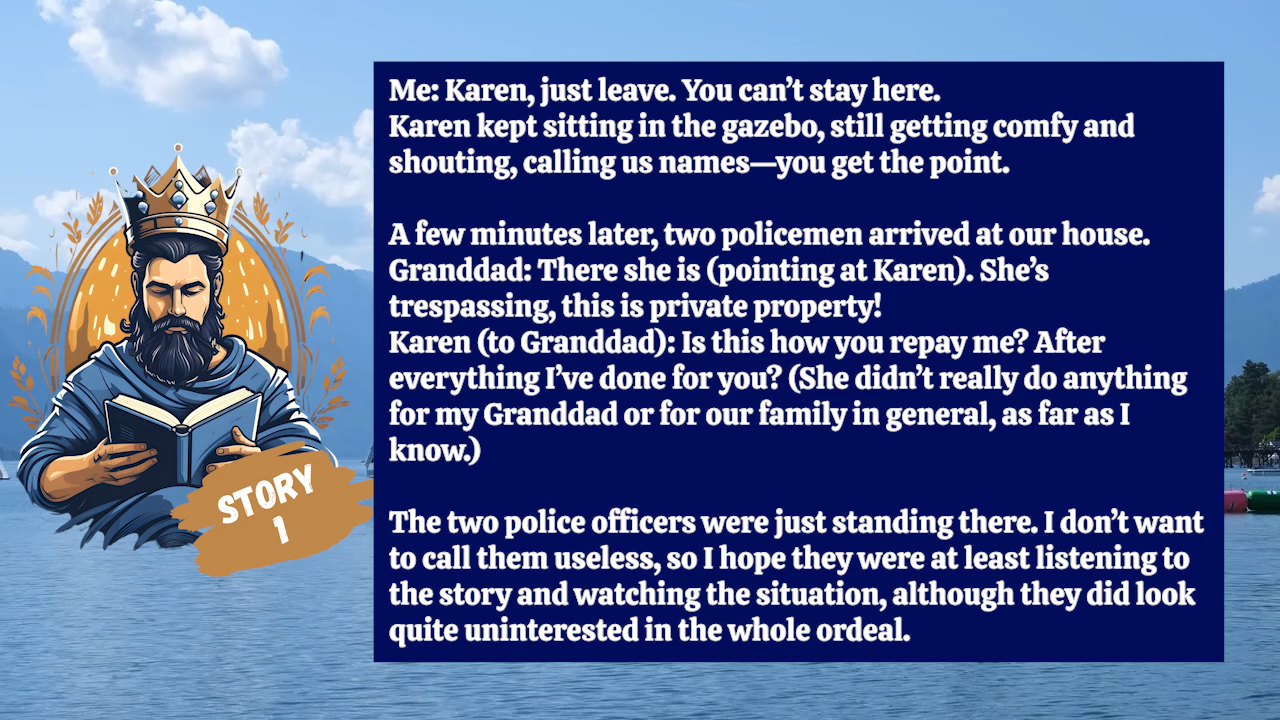 Me: Karen, just leave. You can’t stay here.
Karen kept sitting in the gazebo, still getting comfy and
shouting, calling us names—you get the point.
A few minutes later, two policemen arrived at our house.
Granddad: There she is (pointing at Karen). She’s
trespassing, this is private property!
Karen (to Granddad): Is this how you repay me? After
everything I’ve done for you? (She didn’t really do anything
for my Granddad or for our family in general, as far as I
know.)
The two police officers were just standing there. I don’t want
to call them useless, so I hope they were at least listening to
the story and watching the situation, although they did look
quite uninterested in the whole ordeal.
STORY
1